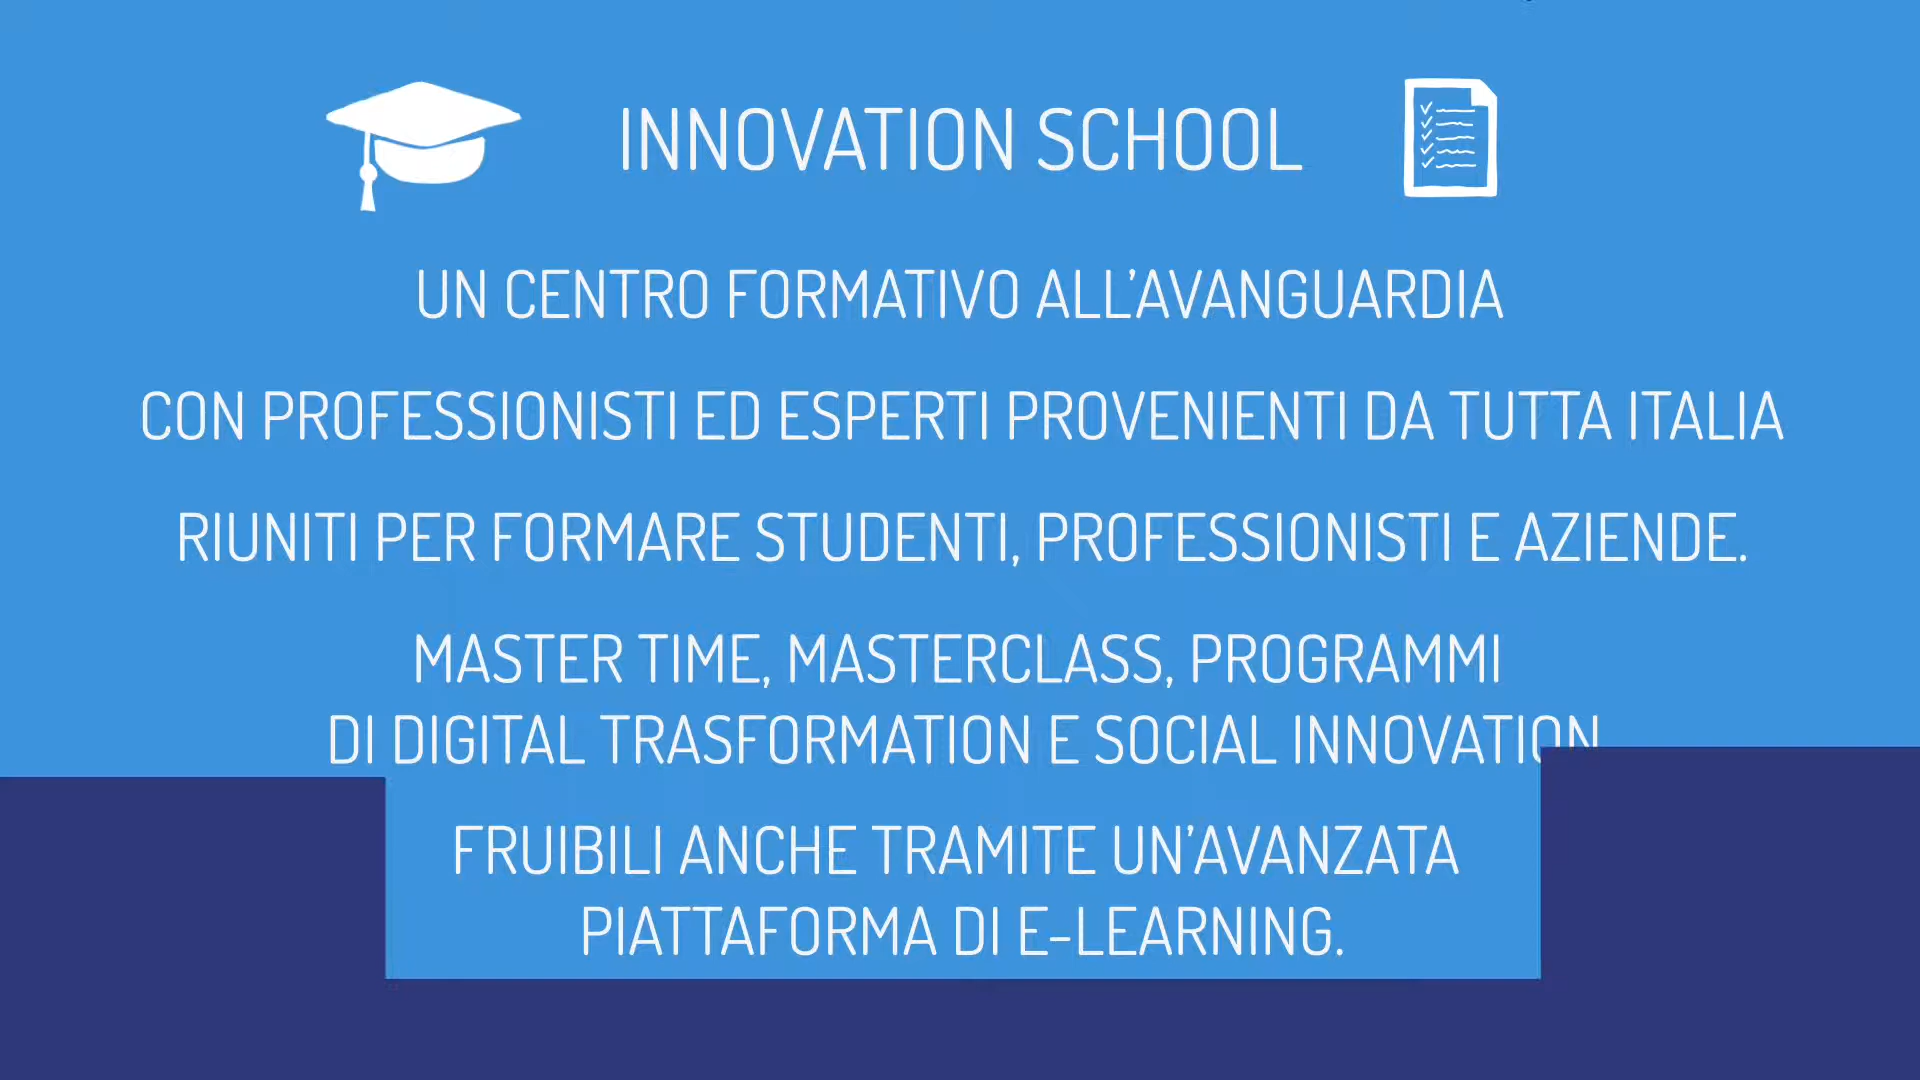 INNOVATION SCHOOL
UN CENTRO FORMATIVO ALL’AVANGUARDIA
CON PROFESSIONISTI ED ESPERTI PROVENIENTI DA TUTTA ITALIA
RIUNITI PER FORMARE STUDENTI, PROFESSIONISTI E AZIENDE.
MASTER TIME, MASTERCLASS, PROGRAMMI
DI DIGITAL TRASFORMATION E SOCIAL INNOVATION
FRUIBILI ANCHE TRAMITE UN’AVANZATA
PIATTAFORMA DI E-LEARNING.